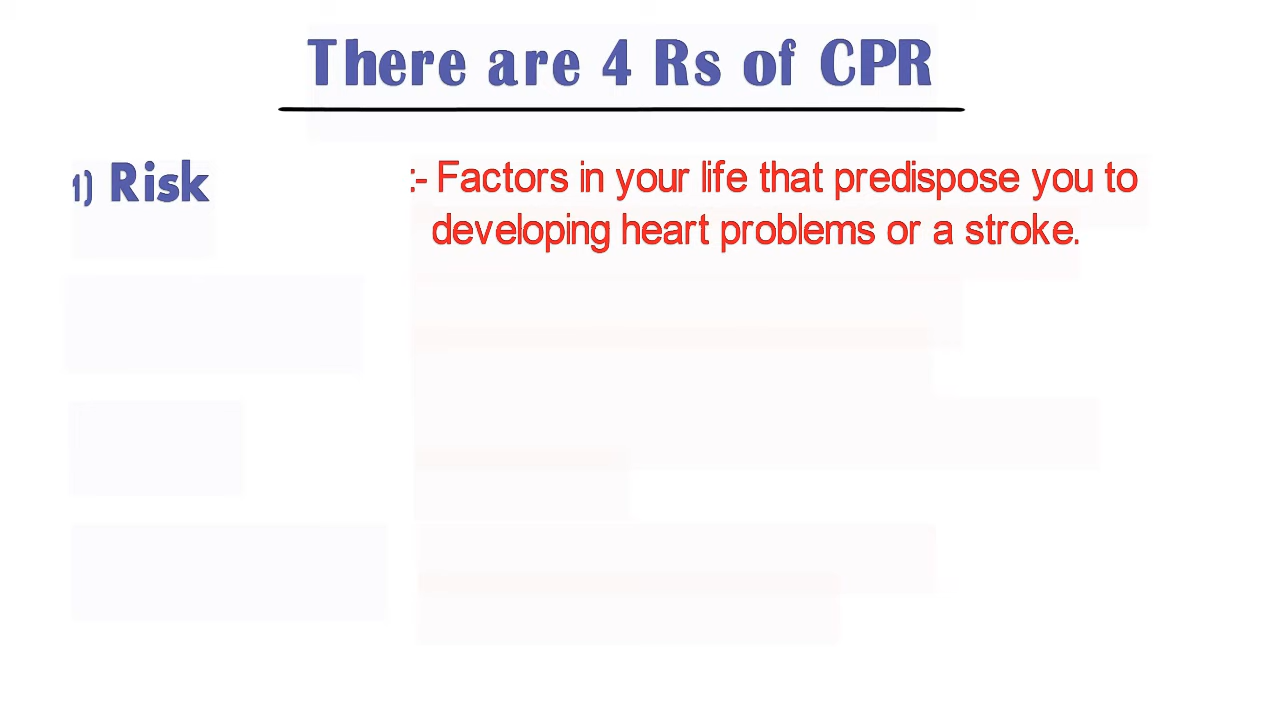 There are 4 Rs of CPR
1) Risk :- Factors in your life that predispose you to
developing heart problems or a stroke.